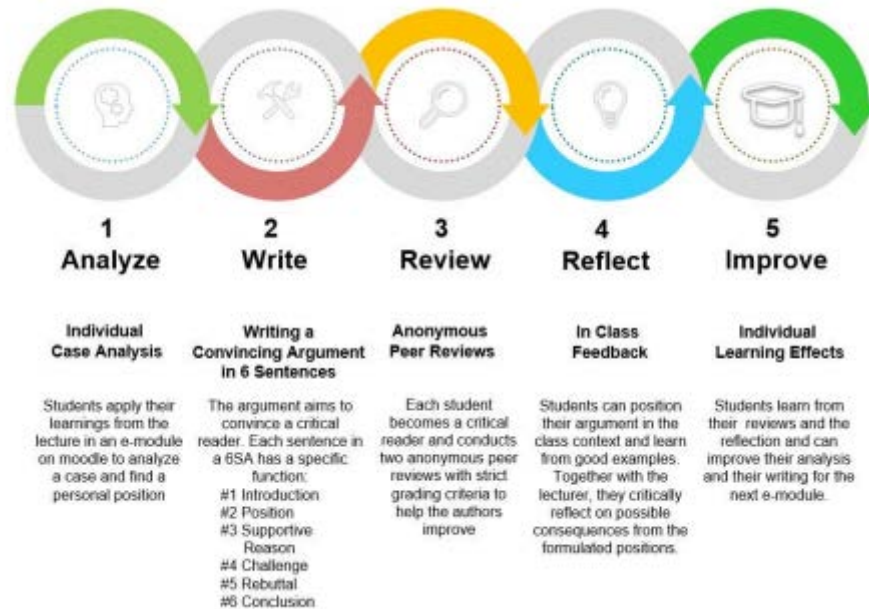 1
Analyze
Individual
Case Analysis
Students apply their
learnings from the
lecture in an e-module
on moodle to analyze
a case and find a
personal position
2
Write
Writing a
Convincing Argument
in 6 Sentences
The argument aims to
convince a critical
reader. Each sentence in
a 6SA has a specific
function:
#1 Introduction
#2 Position
#3 Supportive
Reason
#4 Challenge
#5 Rebuttal
#6 Conclusion
3
Review
Anonymous
Peer Reviews
Each student
becomes a critical
reader and conducts
two anonymous peer
reviews with strict
grading criteria to
help the authors
improve
4
Reflect
In Class
Feedback
Students can position
their argument in the
class context and learn
from good examples.
Together with the
lecturer, they critically
reflect on possible
consequences from the
formulated positions.
5
Improve
Individual
Learning Effects
Students learn from
their reviews and the
reflection and can
improve their analysis
and their writing for the
next e-module.